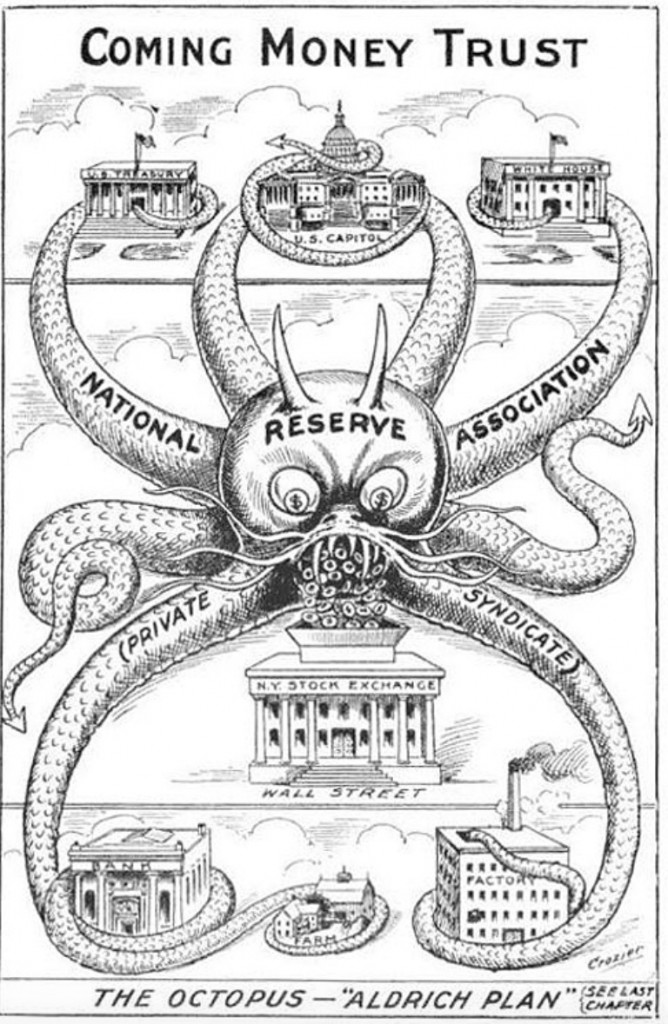 COMING MONEY TRUST
U.S. TREASURY
WHITE HOUSE
U.S. CAPITOL
NATIONAL RESERVE ASSOCIATION
(PRIVATE SYNDICATE)
N.Y. STOCK EXCHANGE
WALL STREET
BANK
FACTORY
FARM
Crozier
THE OCTOPUS — "ALDRICH PLAN" (SEE LAST
CHAPTER